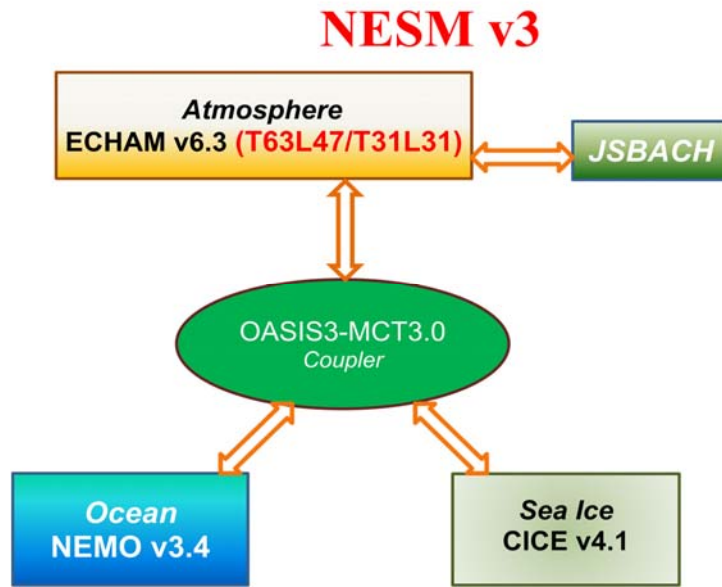 NESM v3
Atmosphere
ECHAM v6.3 (T63L47/T31L31)
JSBACH
OASIS3-MCT3.0
Coupler
Ocean
NEMO v3.4
Sea Ice
CICE v4.1